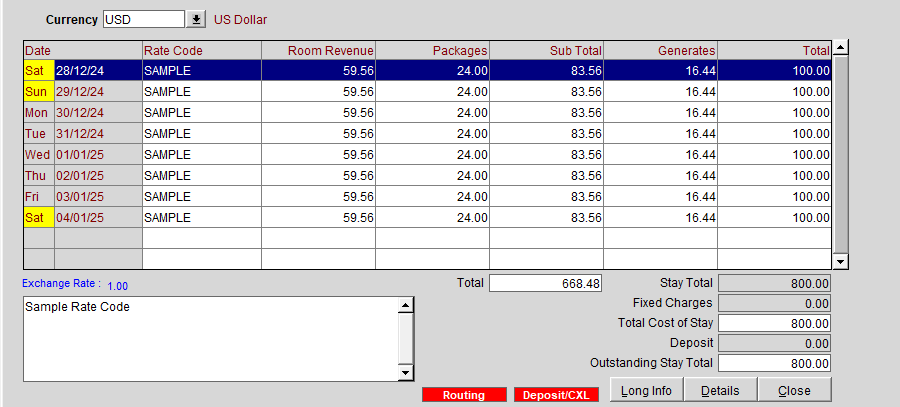 Currency USD US Dollar
Date Rate Code Room Revenue Packages Sub Total Generates Total
Sat 28/12/24 SAMPLE 59.56 24.00 83.56 16.44 100.00
Sun 29/12/24 SAMPLE 59.56 24.00 83.56 16.44 100.00
Mon 30/12/24 SAMPLE 59.56 24.00 83.56 16.44 100.00
Tue 31/12/24 SAMPLE 59.56 24.00 83.56 16.44 100.00
Wed 01/01/25 SAMPLE 59.56 24.00 83.56 16.44 100.00
Thu 02/01/25 SAMPLE 59.56 24.00 83.56 16.44 100.00
Fri 03/01/25 SAMPLE 59.56 24.00 83.56 16.44 100.00
Sat 04/01/25 SAMPLE 59.56 24.00 83.56 16.44 100.00
Exchange Rate : 1.00 Total 668.48 Stay Total 800.00
Sample Rate Code Fixed Charges 0.00
Total Cost of Stay 800.00
Deposit 0.00
Outstanding Stay Total 800.00
Routing Deposit/CXL Long Info Details Close